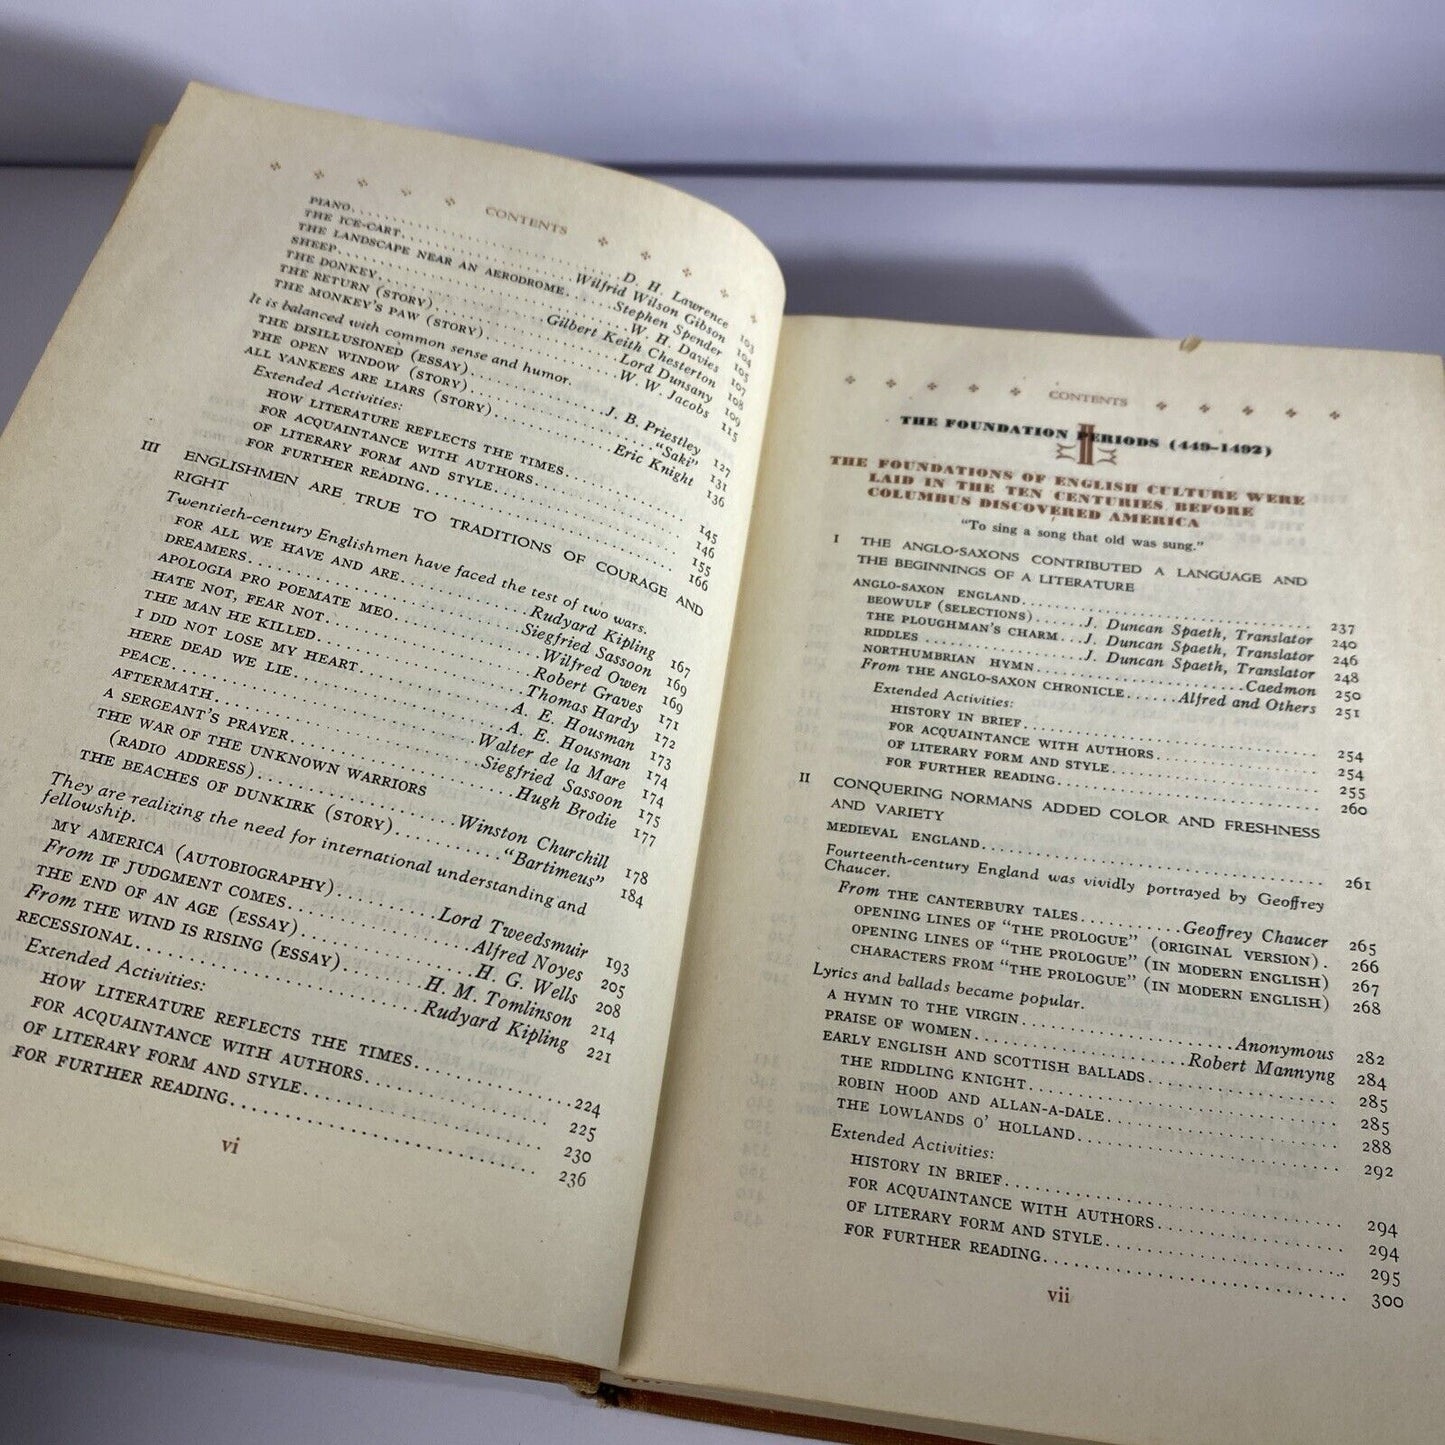 CONTENTS
PIANO D. H. Lawrence 103
THE ICE-CART Wilfrid Wilson Gibson 104
THE LANDSCAPE NEAR AN AERODROME Stephen Spender 105
SHEEP W. H. Davies 107
THE DONKEY Gilbert Keith Chesterton 108
THE RETURN (STORY) Lord Dunsany 109
THE MONKEY'S PAW (STORY) W. W. Jacobs 115
It is balanced with common sense and humor.
THE DISILLUSIONED (ESSAY) J. B. Priestley 127
THE OPEN WINDOW (STORY) "Saki" 131
ALL YANKEES ARE LIARS (STORY) Eric Knight 136
Extended Activities:
HOW LITERATURE REFLECTS THE TIMES 145
FOR ACQUAINTANCE WITH AUTHORS 146
OF LITERARY FORM AND STYLE 155
FOR FURTHER READING 166
III ENGLISHMEN ARE TRUE TO TRADITIONS OF COURAGE AND
RIGHT
Twentieth-century Englishmen have faced the test of two wars.
FOR ALL WE HAVE AND ARE Rudyard Kipling 167
DREAMERS Siegfried Sassoon 169
APOLOGIA PRO POEMATE MEO Wilfred Owen 169
HATE NOT, FEAR NOT Robert Graves 171
THE MAN HE KILLED Thomas Hardy 172
I DID NOT LOSE MY HEART A. E. Housman 173
HERE DEAD WE LIE A. E. Housman 174
PEACE Walter de la Mare 174
AFTERMATH Siegfried Sassoon 175
A SERGEANT'S PRAYER Hugh Brodie 177
THE WAR OF THE UNKNOWN WARRIORS
(RADIO ADDRESS) Winston Churchill 178
THE BEACHES OF DUNKIRK (STORY) "Bartimeus" 184
They are realizing the need for international understanding and
fellowship.
MY AMERICA (AUTOBIOGRAPHY) Lord Tweedsmuir 193
From IF JUDGMENT COMES Alfred Noyes 205
THE END OF AN AGE (ESSAY) H. G. Wells 208
From THE WIND IS RISING (ESSAY) H. M. Tomlinson 214
RECESSIONAL Rudyard Kipling 221
Extended Activities:
HOW LITERATURE REFLECTS THE TIMES 224
FOR ACQUAINTANCE WITH AUTHORS 225
OF LITERARY FORM AND STYLE 230
FOR FURTHER READING 236
vi
CONTENTS
THE FOUNDATION PERIODS (449-1492)
II
THE FOUNDATIONS OF ENGLISH CULTURE WERE
LAID IN THE TEN CENTURIES BEFORE
COLUMBUS DISCOVERED AMERICA
"To sing a song that old was sung."
I THE ANGLO-SAXONS CONTRIBUTED A LANGUAGE AND
THE BEGINNINGS OF A LITERATURE
ANGLO-SAXON ENGLAND 237
BEOWULF (SELECTIONS) J. Duncan Spaeth, Translator 240
THE PLOUGHMAN'S CHARM J. Duncan Spaeth, Translator 246
RIDDLES J. Duncan Spaeth, Translator 248
NORTHUMBRIAN HYMN Caedmon 250
From THE ANGLO-SAXON CHRONICLE Alfred and Others 251
Extended Activities:
HISTORY IN BRIEF 254
FOR ACQUAINTANCE WITH AUTHORS 254
OF LITERARY FORM AND STYLE 255
FOR FURTHER READING 260
II CONQUERING NORMANS ADDED COLOR AND FRESHNESS
AND VARIETY
MEDIEVAL ENGLAND 261
Fourteenth-century England was vividly portrayed by Geoffrey
Chaucer.
From THE CANTERBURY TALES Geoffrey Chaucer 265
OPENING LINES OF "THE PROLOGUE" (ORIGINAL VERSION) 266
OPENING LINES OF "THE PROLOGUE" (IN MODERN ENGLISH) 267
CHARACTERS FROM "THE PROLOGUE" (IN MODERN ENGLISH) 268
Lyrics and ballads became popular.
A HYMN TO THE VIRGIN Anonymous 282
PRAISE OF WOMEN Robert Mannyng 284
EARLY ENGLISH AND SCOTTISH BALLADS 285
THE RIDDLING KNIGHT 285
ROBIN HOOD AND ALLAN-A-DALE 288
THE LOWLANDS O' HOLLAND 292
Extended Activities:
HISTORY IN BRIEF 294
FOR ACQUAINTANCE WITH AUTHORS 294
OF LITERARY FORM AND STYLE 295
FOR FURTHER READING 300
vii